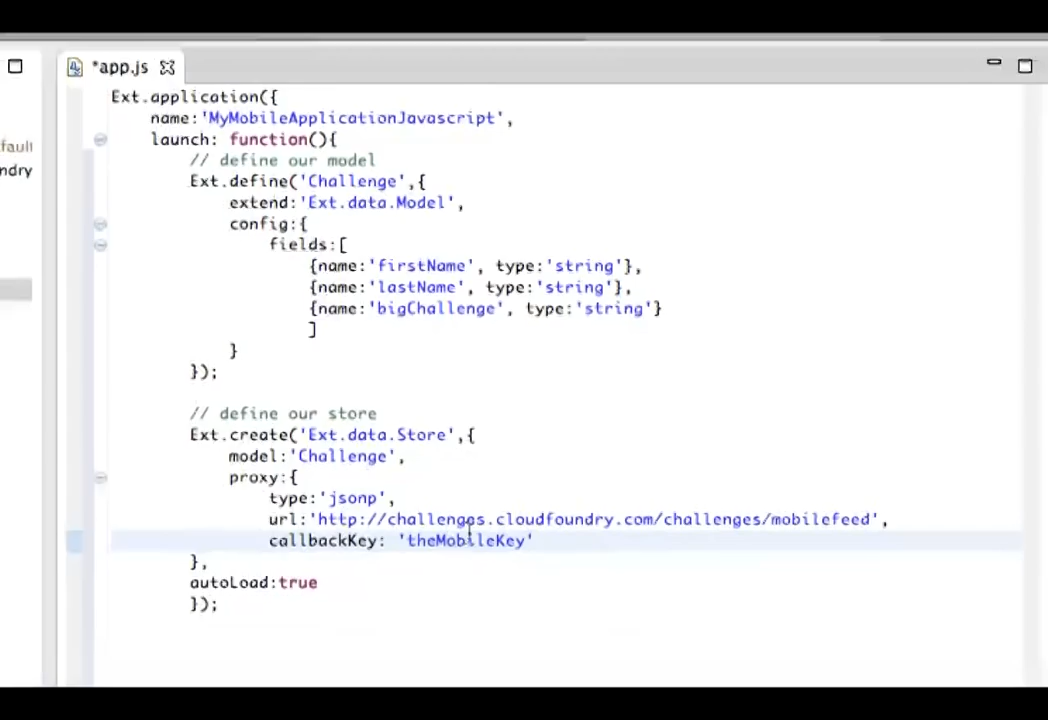 *app.js
Ext.application({
name:'MyMobileApplicationJavascript',
launch: function(){
// define our model
Ext.define('Challenge',{
extend:'Ext.data.Model',
config:{
fields:[
{name:'firstName', type:'string'},
{name:'lastName', type:'string'},
{name:'bigChallenge', type:'string'}
]
}
});
// define our store
Ext.create('Ext.data.Store',{
model:'Challenge',
proxy:{
type:'jsonp',
url:'http://challenges.cloudfoundry.com/challenges/mobilefeed',
callbackKey: 'theMobileKey'
},
autoLoad:true
});